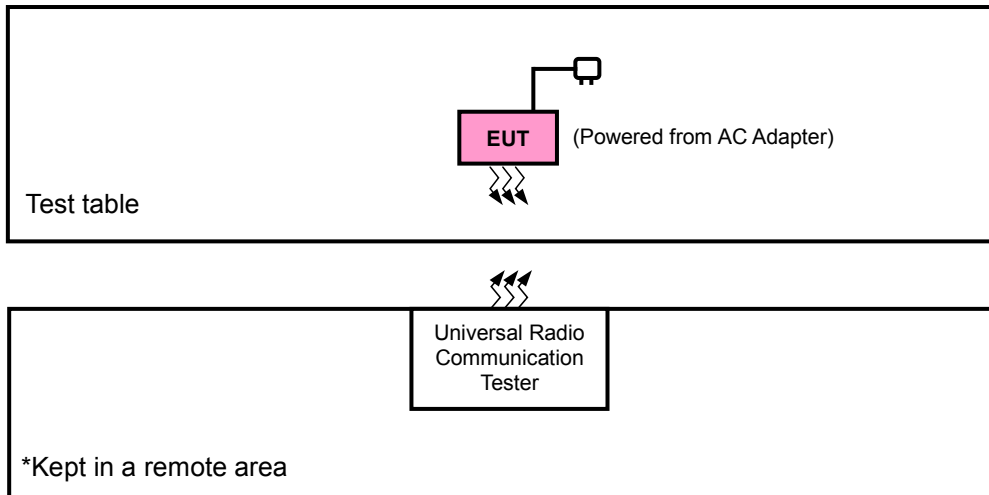 EUT
(Powered from AC Adapter)
Test table
Universal Radio
Communication
Tester
*Kept in a remote area